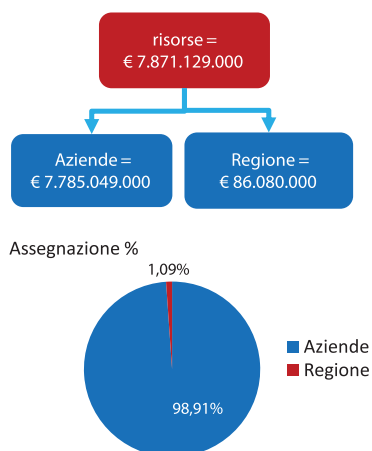 risorse =
€ 7.871.129.000
Aziende =
€ 7.785.049.000
Regione =
€ 86.080.000
Assegnazione %
1,09%
Aziende
Regione
98,91%